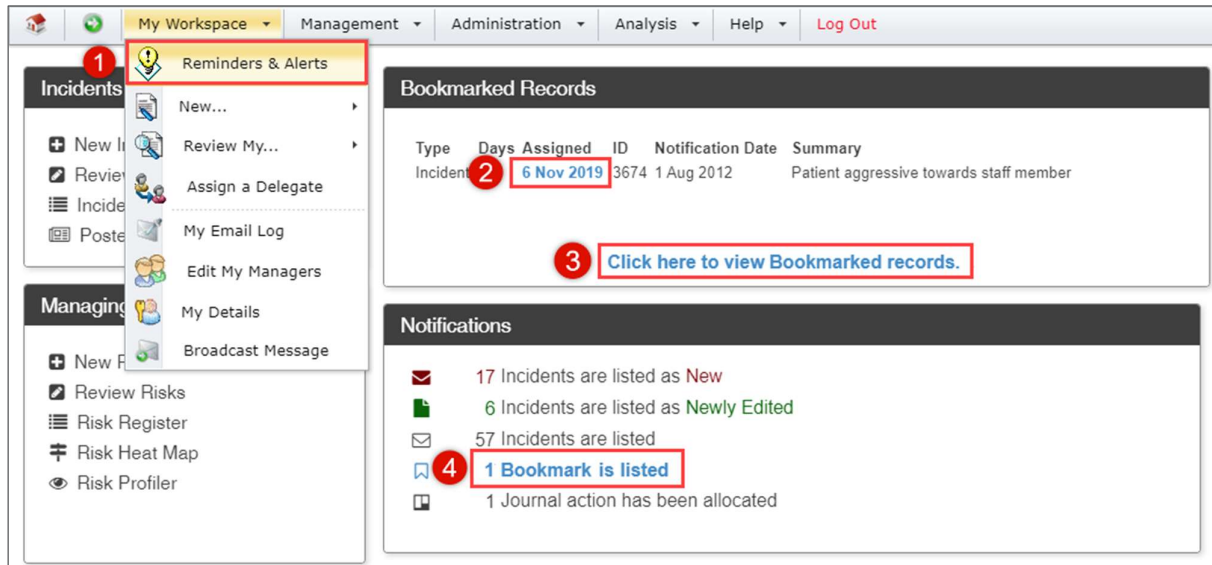 My Workspace Management Administration Analysis Help Log Out
1
Reminders & Alerts
New...
Review My...
Assign a Delegate
My Email Log
Edit My Managers
My Details
Broadcast Message
Incidents
New I
Review
Incide
Poste
Managing
New
Review Risks
Risk Register
Risk Heat Map
Risk Profiler
Bookmarked Records
Type Days Assigned ID Notification Date Summary
Incident 2 6 Nov 2019 3674 1 Aug 2012 Patient aggressive towards staff member
3 Click here to view Bookmarked records.
Notifications
17 Incidents are listed as New
6 Incidents are listed as Newly Edited
57 Incidents are listed
4 1 Bookmark is listed
1 Journal action has been allocated